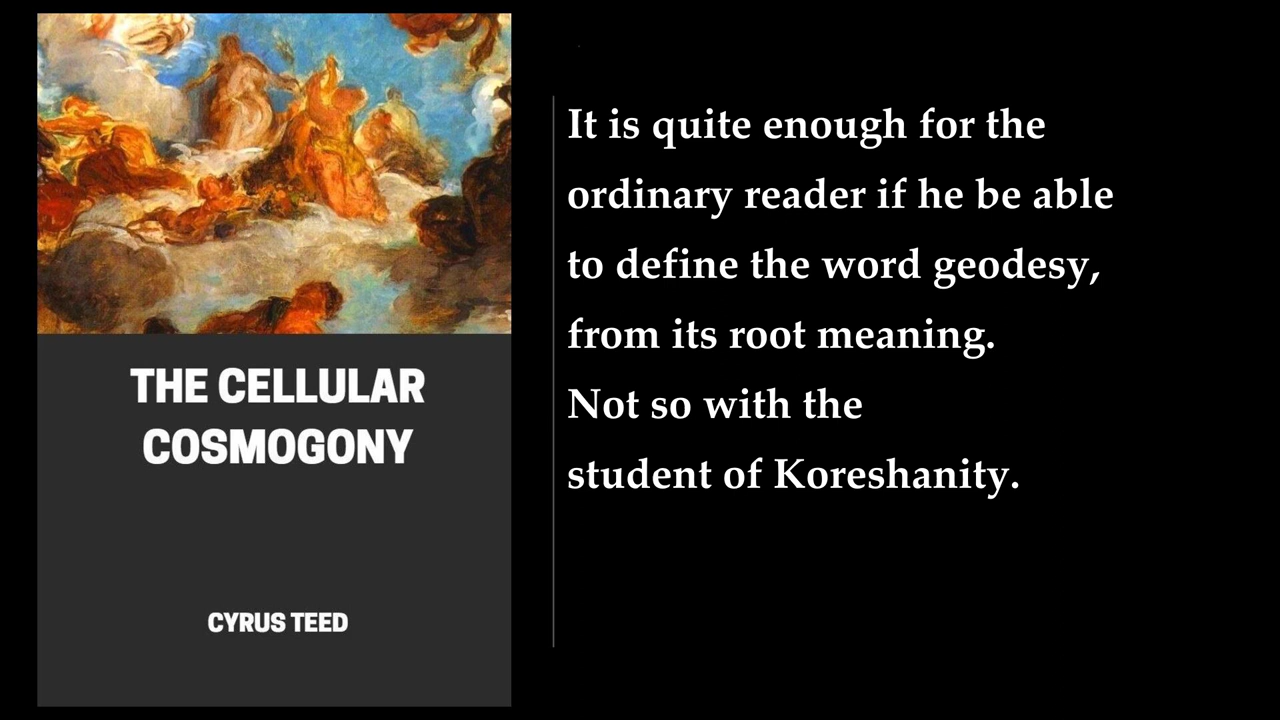 THE CELLULAR
COSMOGONY
CYRUS TEED
It is quite enough for the
ordinary reader if he be able
to define the word geodesy,
from its root meaning.
Not so with the
student of Koreshanity.